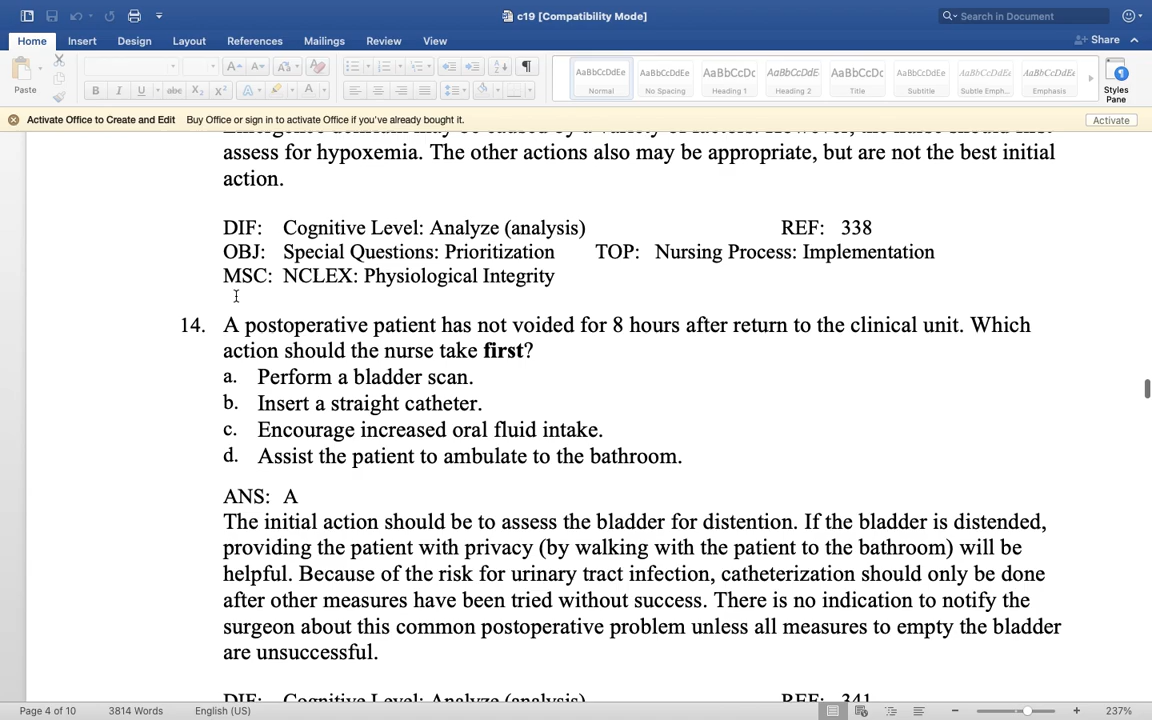 c19 [Compatibility Mode]
Search in Document
Home Insert Design Layout References Mailings Review View
Share
Paste
B I U abc X₂ X² A A
AaBbCcDdEe AaBbCcDdEe AaBbCcDc AaBbCcDdE AaBbCcDc AaBbCcDdEe AaBbCcDdEe AaBbCcDdEe
Normal No Spacing Heading 1 Heading 2 Title Subtitle Subtle Emph... Emphasis
Styles
Pane
Activate Office to Create and Edit Buy Office or sign in to activate Office if you've already bought it. Activate
assess for hypoxemia. The other actions also may be appropriate, but are not the best initial
action.
DIF: Cognitive Level: Analyze (analysis) REF: 338
OBJ: Special Questions: Prioritization TOP: Nursing Process: Implementation
MSC: NCLEX: Physiological Integrity
14. A postoperative patient has not voided for 8 hours after return to the clinical unit. Which
action should the nurse take first?
a. Perform a bladder scan.
b. Insert a straight catheter.
c. Encourage increased oral fluid intake.
d. Assist the patient to ambulate to the bathroom.
ANS: A
The initial action should be to assess the bladder for distention. If the bladder is distended,
providing the patient with privacy (by walking with the patient to the bathroom) will be
helpful. Because of the risk for urinary tract infection, catheterization should only be done
after other measures have been tried without success. There is no indication to notify the
surgeon about this common postoperative problem unless all measures to empty the bladder
are unsuccessful.
DIF: Cognitive Level: Analyze (analysis) REF: 341
Page 4 of 10 3814 Words English (US) 237%